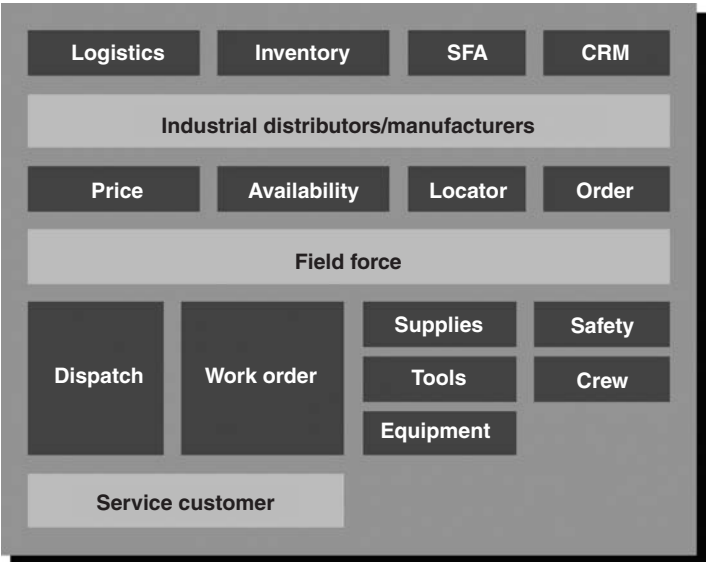 Logistics
Inventory
SFA
CRM
Industrial distributors/manufacturers
Price
Availability
Locator
Order
Field force
Dispatch
Work order
Supplies
Safety
Tools
Crew
Equipment
Service customer